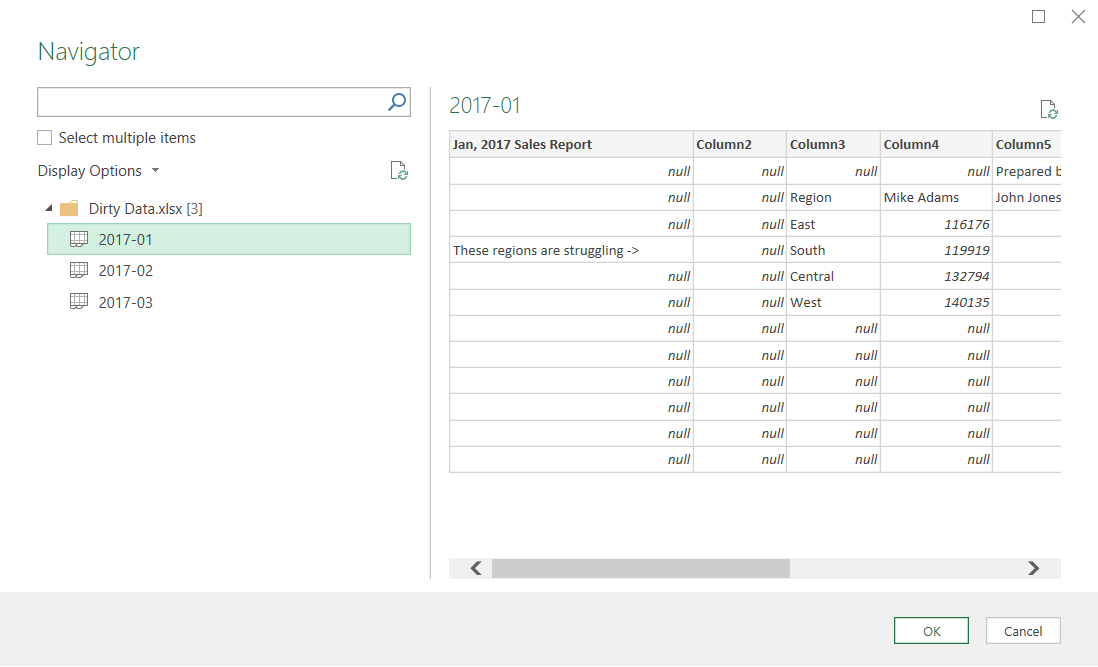 Navigator
Select multiple items
Display Options
Dirty Data.xlsx [3]
2017-01
2017-02
2017-03
2017-01
Jan, 2017 Sales Report Column2 Column3 Column4 Column5
null null null null Prepared b
null null Region Mike Adams John Jones
null null East 116176
These regions are struggling -> null South 119919
null null Central 132794
null null West 140135
null null null null
null null null null
null null null null
null null null null
null null null null
null null null null
OK Cancel